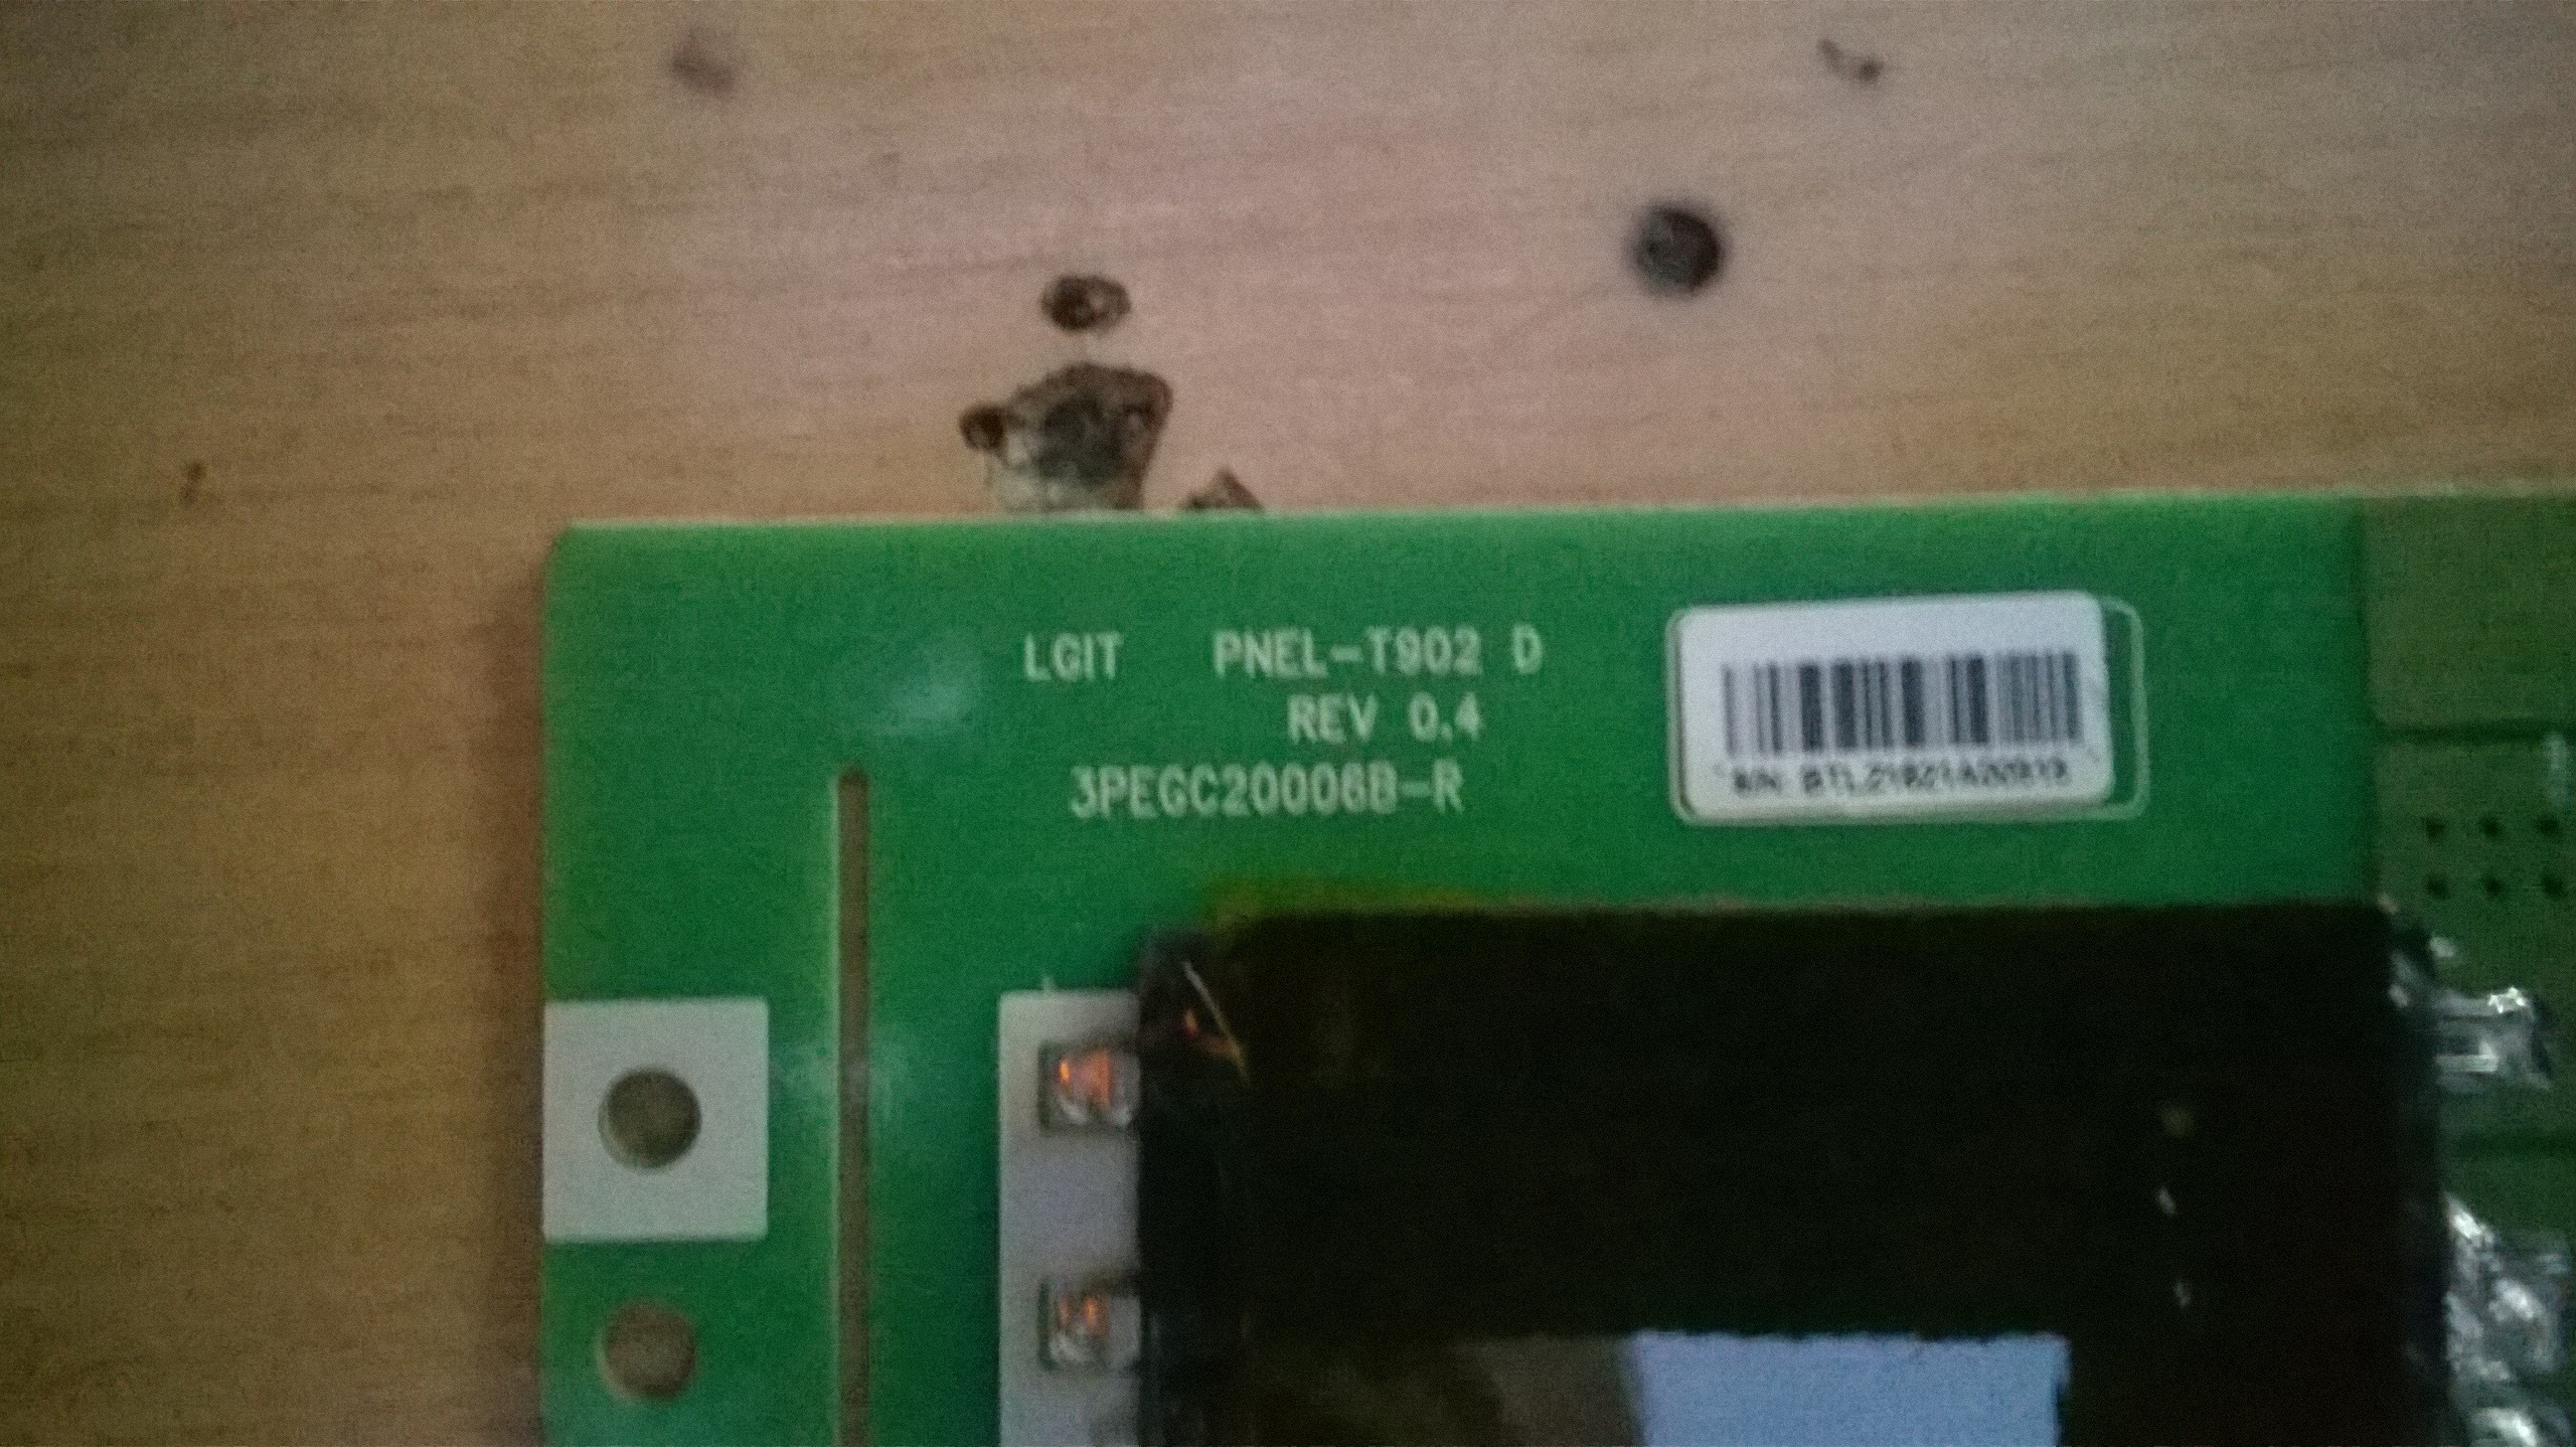 LGIT PNEL-T902 D
REV 0.4
3PEGC20006B-R